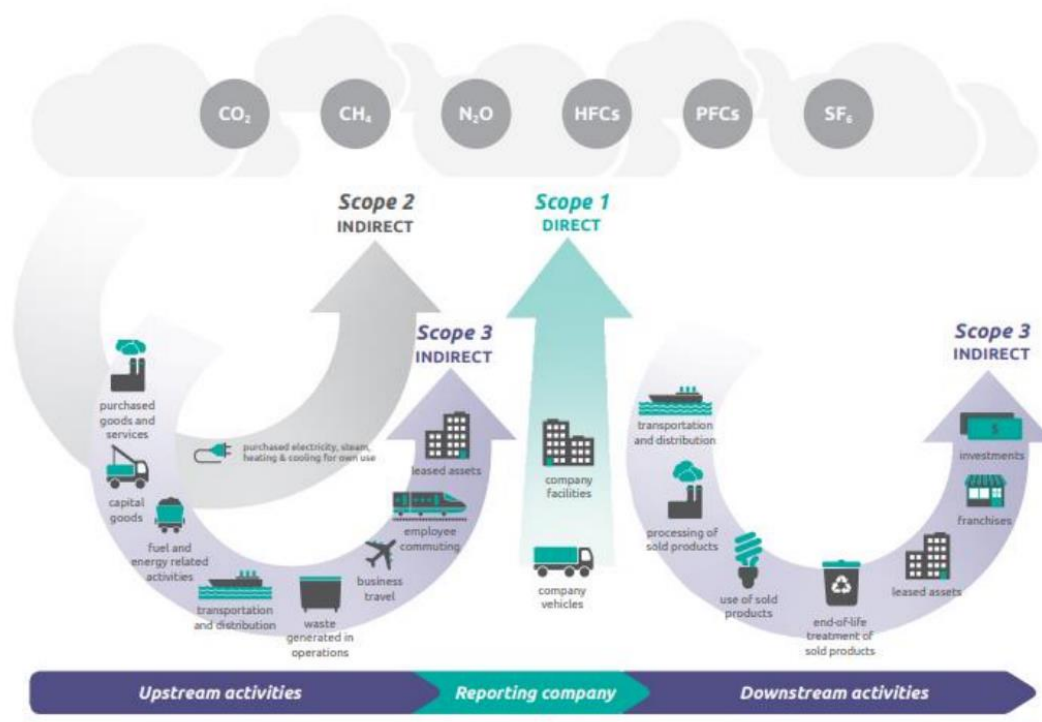 CO₂
CH₄
N₂O
HFCs
PFCs
SF₆
Scope 2
INDIRECT
Scope 1
DIRECT
Scope 3
INDIRECT
Scope 3
INDIRECT
purchased
goods and
services
capital
goods
fuel and
energy related
activities
transportation
and distribution
waste
generated in
operations
business
travel
employee
commuting
leased assets
purchased electricity, steam,
heating & cooling for own use
company
facilities
company
vehicles
transportation
and distribution
processing of
sold products
use of sold
products
end-of-life
treatment of
sold products
leased assets
franchises
investments
$
Upstream activities
Reporting company
Downstream activities